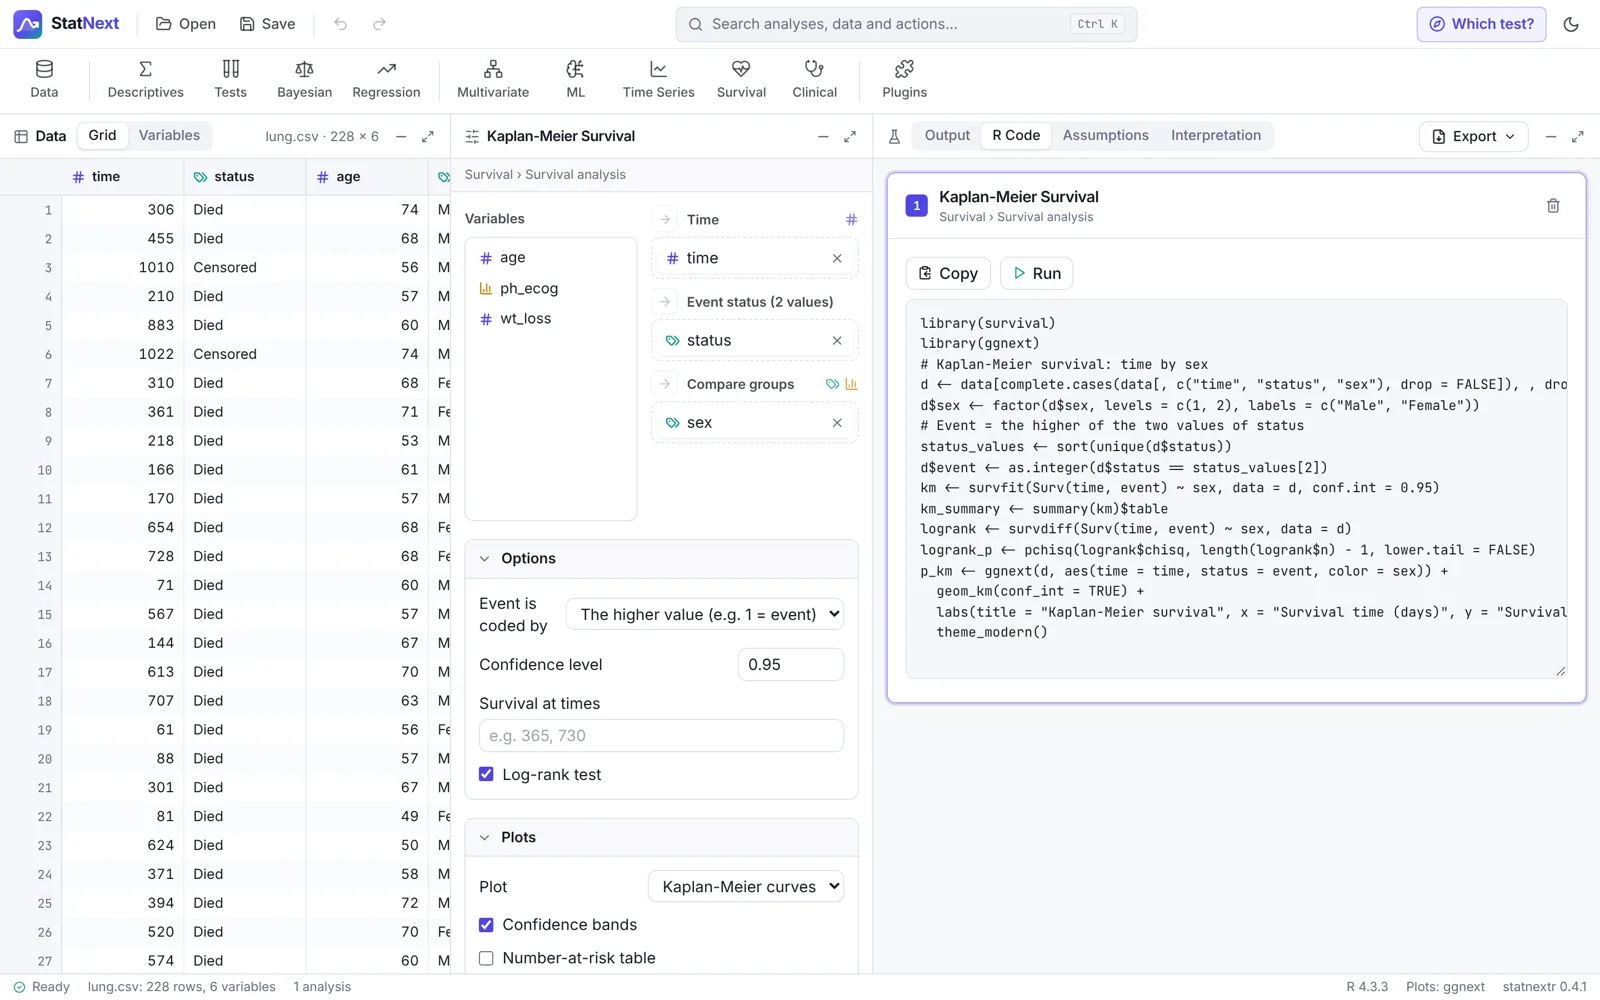 StatNext
Open
Save
Search analyses, data and actions...
Ctrl K
Which test?
Data
Descriptives
Tests
Bayesian
Regression
Multivariate
ML
Time Series
Survival
Clinical
Plugins
Data
Grid
Variables
lung.csv · 228 × 6
# time status # age
1 306 Died 74 M
2 455 Died 68 M
3 1010 Censored 56 M
4 210 Died 57 M
5 883 Died 60 M
6 1022 Censored 74 M
7 310 Died 68 Fe
8 361 Died 71 Fe
9 218 Died 53 M
10 166 Died 61 M
11 170 Died 57 M
12 654 Died 68 Fe
13 728 Died 68 Fe
14 71 Died 60 M
15 567 Died 57 M
16 144 Died 67 M
17 613 Died 70 M
18 707 Died 63 M
19 61 Died 56 Fe
20 88 Died 57 M
21 301 Died 67 M
22 81 Died 49 Fe
23 624 Died 50 M
24 371 Died 58 M
25 394 Died 72 M
26 520 Died 70 Fe
27 574 Died 60 M
Kaplan-Meier Survival
Survival › Survival analysis
Variables
# age
ph_ecog
# wt_loss
Time #
# time
Event status (2 values)
status
Compare groups
sex
Options
Event is
coded by
The higher value (e.g. 1 = event)
Confidence level
0.95
Survival at times
e.g. 365, 730
Log-rank test
Plots
Plot
Kaplan-Meier curves
Confidence bands
Number-at-risk table
Output
R Code
Assumptions
Interpretation
Export
1
Kaplan-Meier Survival
Survival › Survival analysis
Copy
Run
library(survival)
library(ggnext)
# Kaplan-Meier survival: time by sex
d <- data[complete.cases(data[, c("time", "status", "sex"), drop = FALSE]), , dro
d$sex <- factor(d$sex, levels = c(1, 2), labels = c("Male", "Female"))
# Event = the higher of the two values of status
status_values <- sort(unique(d$status))
d$event <- as.integer(d$status == status_values[2])
km <- survfit(Surv(time, event) ~ sex, data = d, conf.int = 0.95)
km_summary <- summary(km)$table
logrank <- survdiff(Surv(time, event) ~ sex, data = d)
logrank_p <- pchisq(logrank$chisq, length(logrank$n) - 1, lower.tail = FALSE)
p_km <- ggnext(d, aes(time = time, status = event, color = sex)) +
geom_km(conf_int = TRUE) +
labs(title = "Kaplan-Meier survival", x = "Survival time (days)", y = "Survival
theme_modern()
Ready
lung.csv: 228 rows, 6 variables
1 analysis
R 4.3.3
Plots: ggnext
statnextr 0.4.1